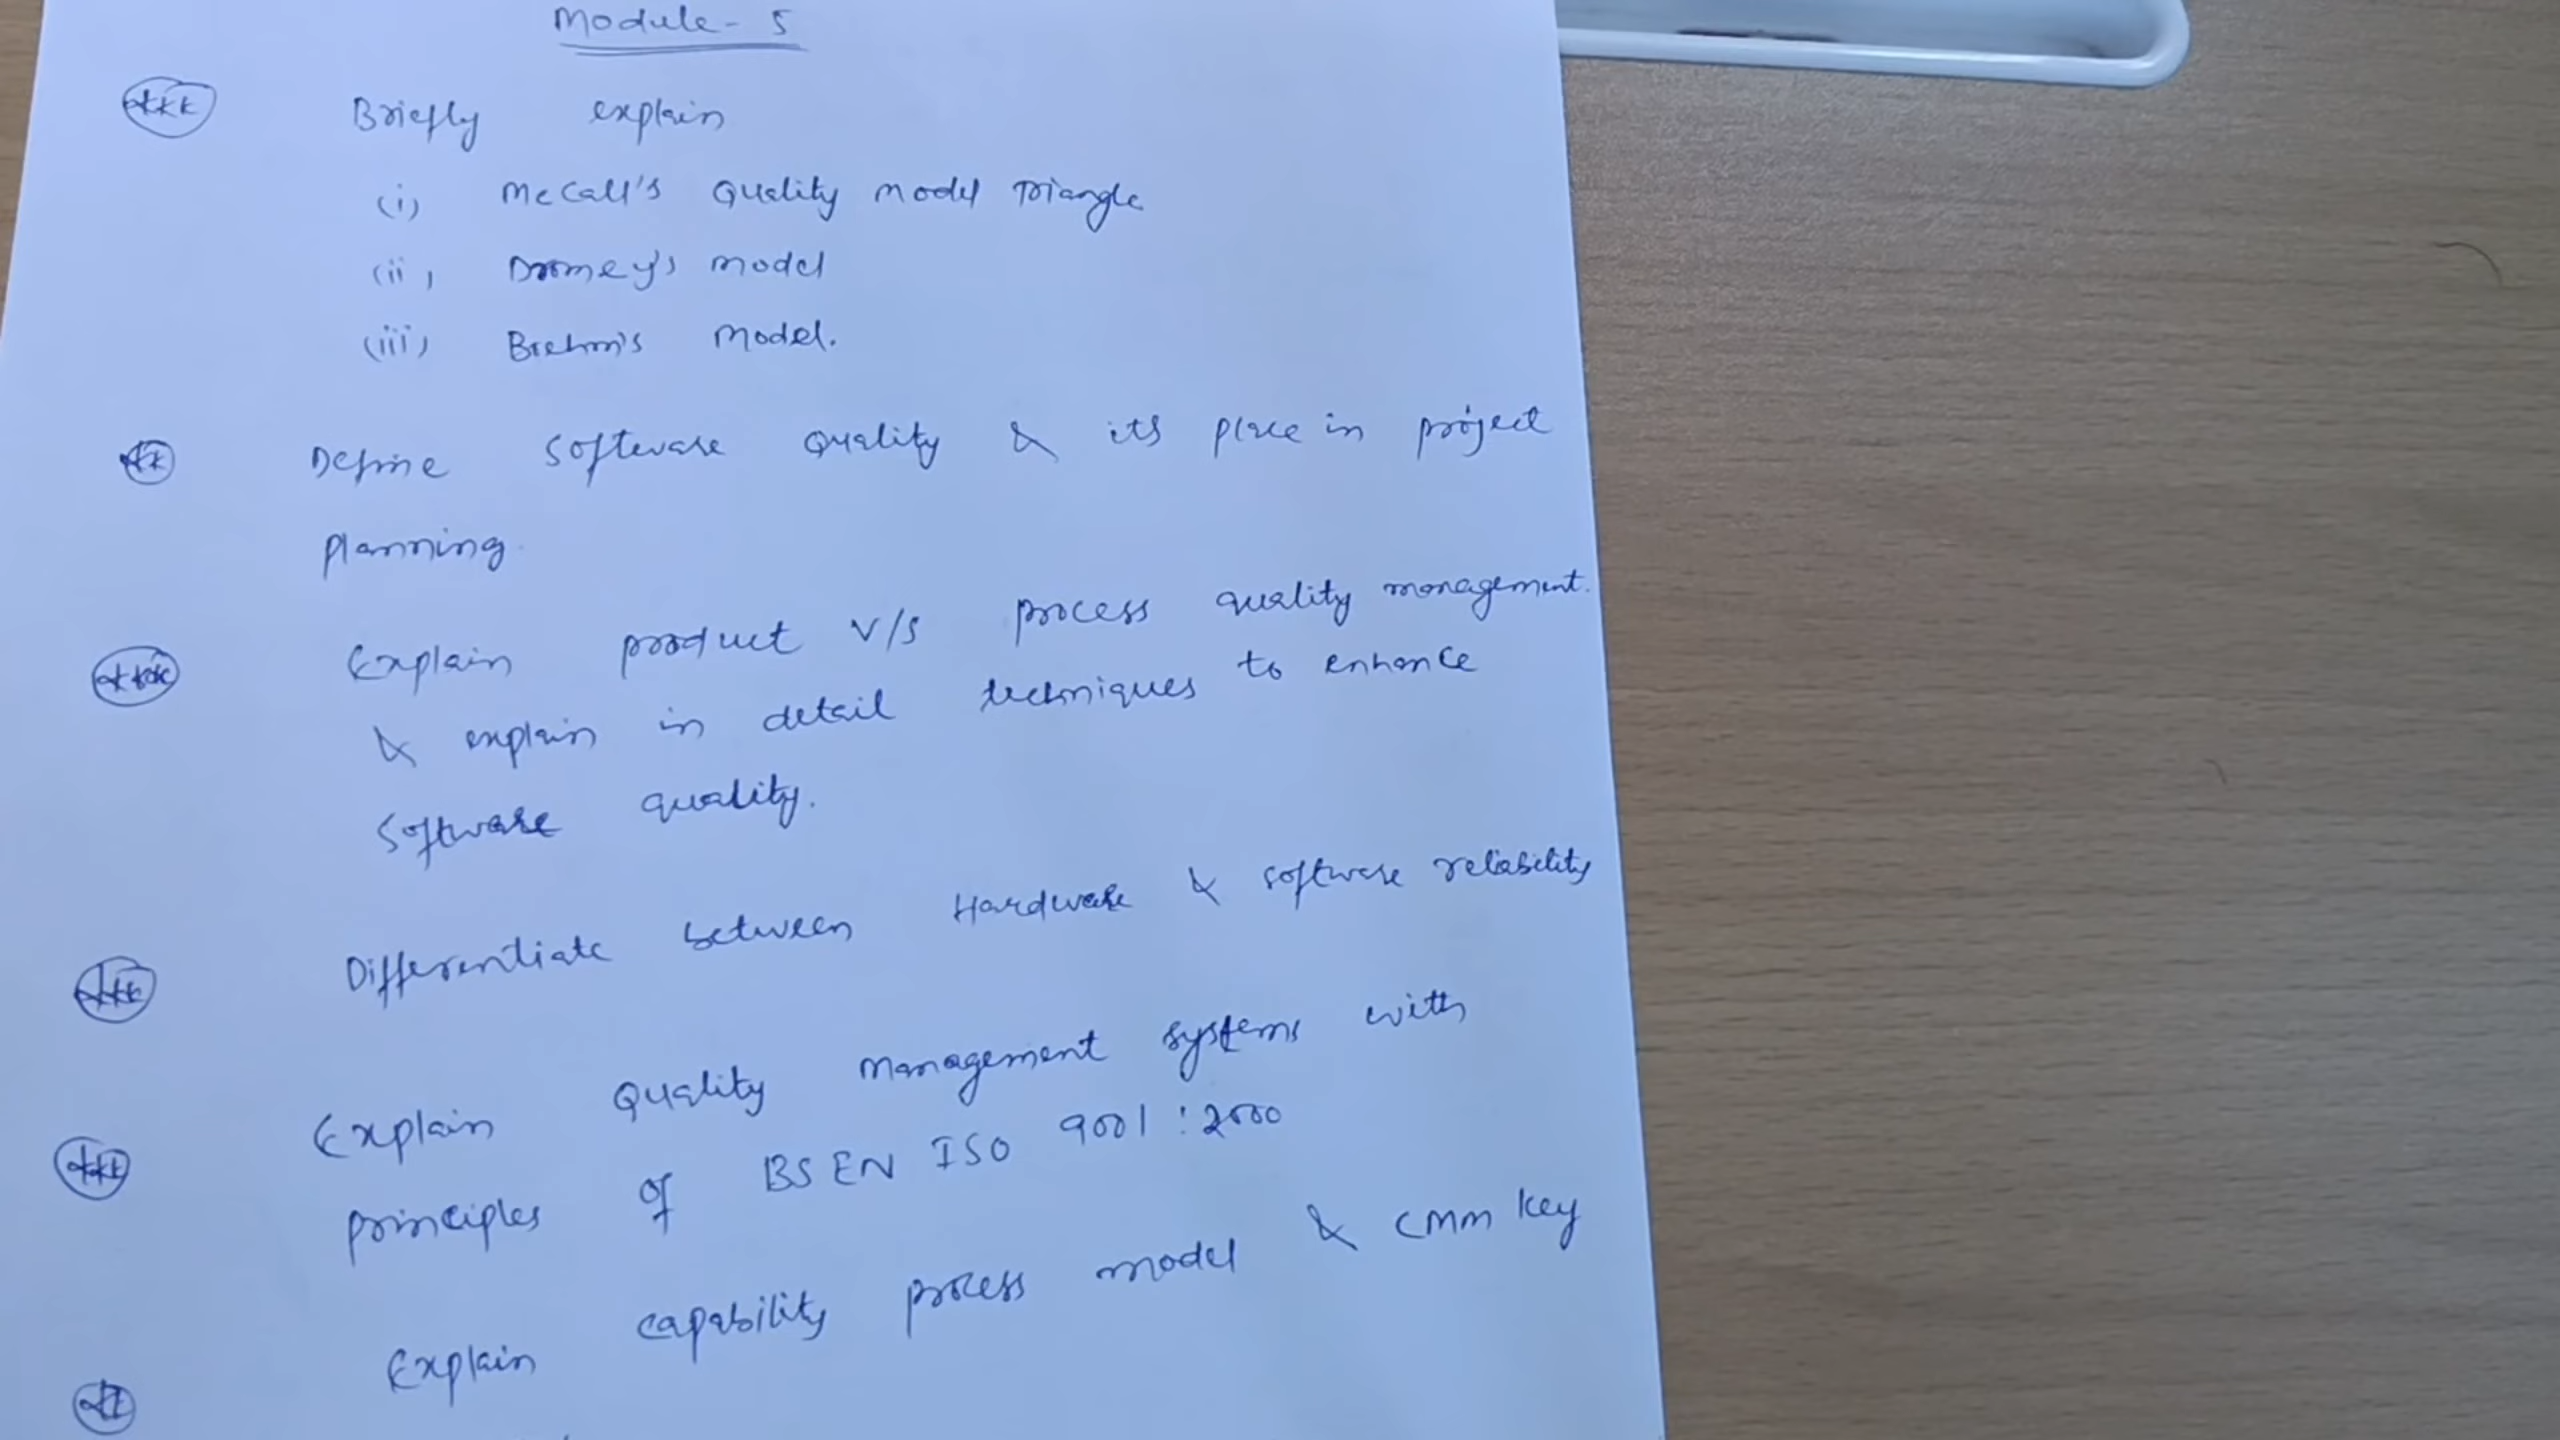 Module - 5
*** Briefly explain
(i) McCall's Quality model Triangle
(ii) Dromey's model
(iii) Brehm's Model.
** Define software quality & its place in project
planning.
*** Explain product v/s process quality management.
& explain in detail techniques to enhance
software quality.
*** Differentiate between Hardware & software reliability
*** Explain Quality Management systems with
principles of BS EN ISO 9001:2000
** Explain capability process model & CMM key